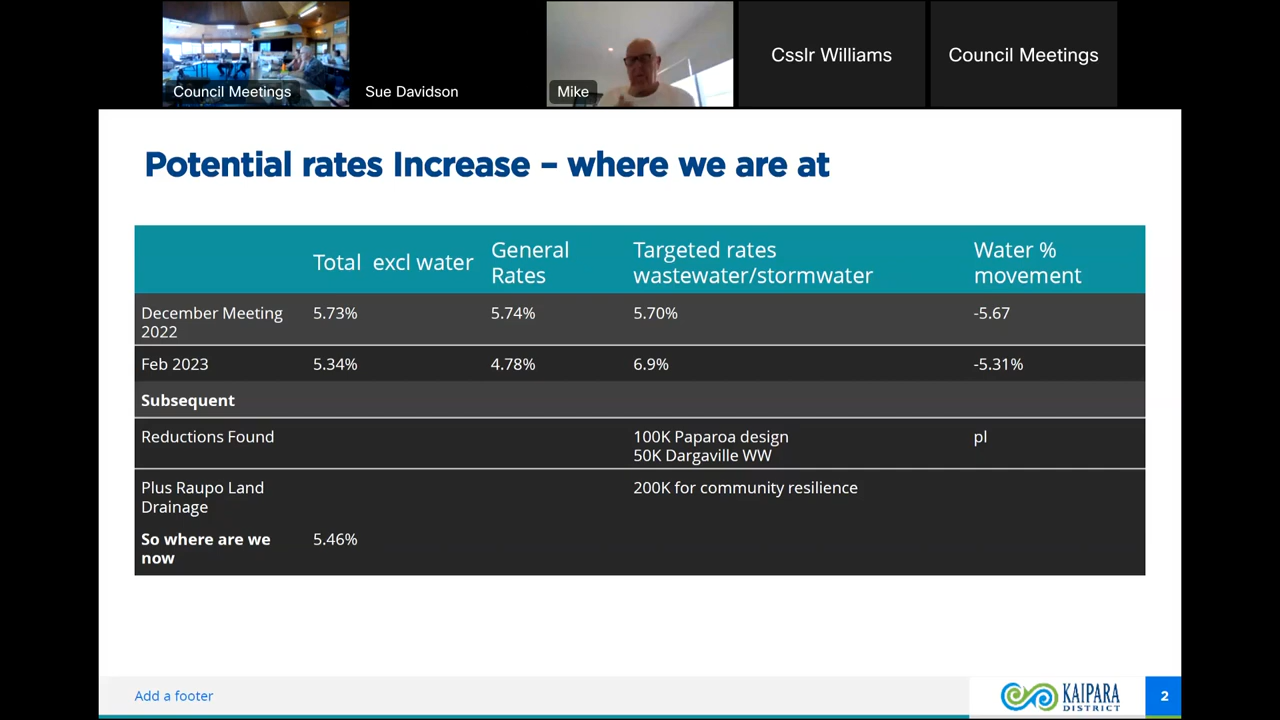 Council Meetings
Sue Davidson
Mike
Csslr Williams
Council Meetings
Potential rates Increase – where we are at
Total excl water
General
Rates
Targeted rates
wastewater/stormwater
Water %
movement
December Meeting
2022
5.73%
5.74%
5.70%
-5.67
Feb 2023
5.34%
4.78%
6.9%
-5.31%
Subsequent
Reductions Found
100K Paparoa design
50K Dargaville WW
pl
Plus Raupo Land
Drainage
200K for community resilience
So where are we
now
5.46%
Add a footer
KAIPARA
DISTRICT
2